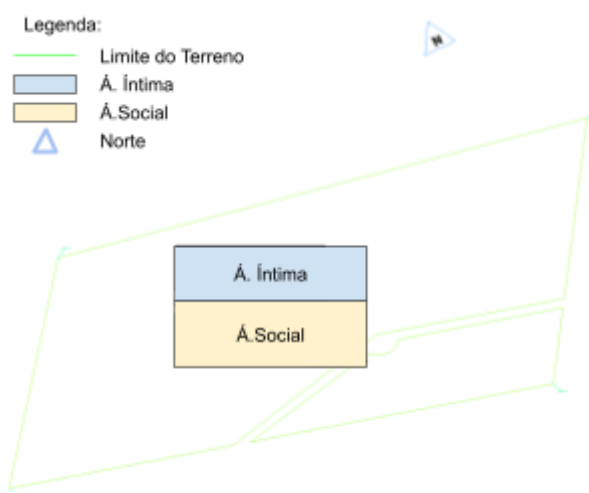 Legenda:
Limite do Terreno
Á. Íntima
Á.Social
Norte
N
Á. Íntima
Á.Social